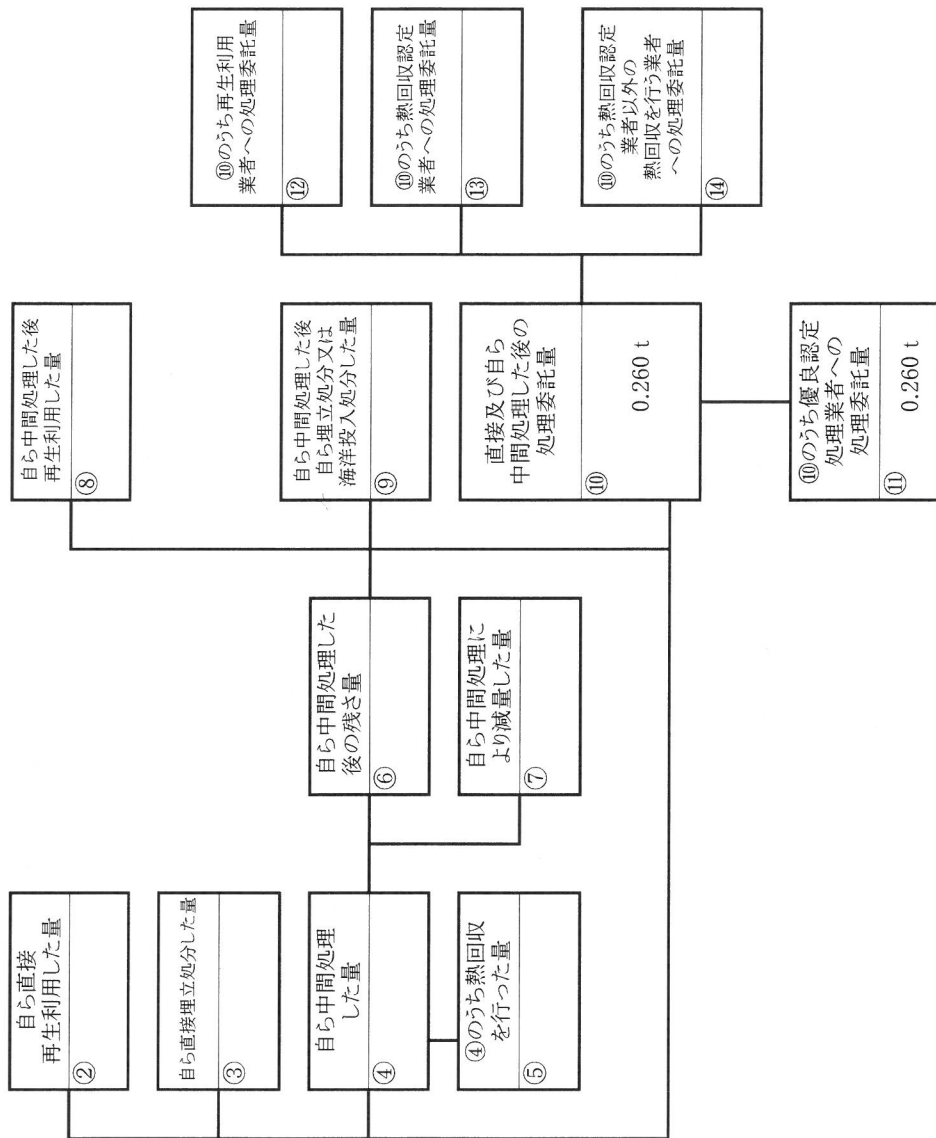 自ら直接
再生利用した量
②
自ら直接埋立処分した量
③
自ら中間処理
した量
④
④のうち熱回収
を行った量
⑤
自ら中間処理した
後の残さ量
⑥
自ら中間処理に
より減量した量
⑦
自ら中間処理した後
再生利用した量
⑧
自ら中間処理した後
自ら埋立処分又は
海洋投入処分した量
⑨
直接及び自ら
中間処理した後の
処理委託量
⑩
0.260 t
⑩のうち優良認定
処理業者への
処理委託量
⑪
0.260 t
⑩のうち再生利用
業者への処理委託量
⑫
⑩のうち熱回収認定
業者への処理委託量
⑬
⑩のうち熱回収認定
業者以外の
熱回収を行う業者
への処理委託量
⑭